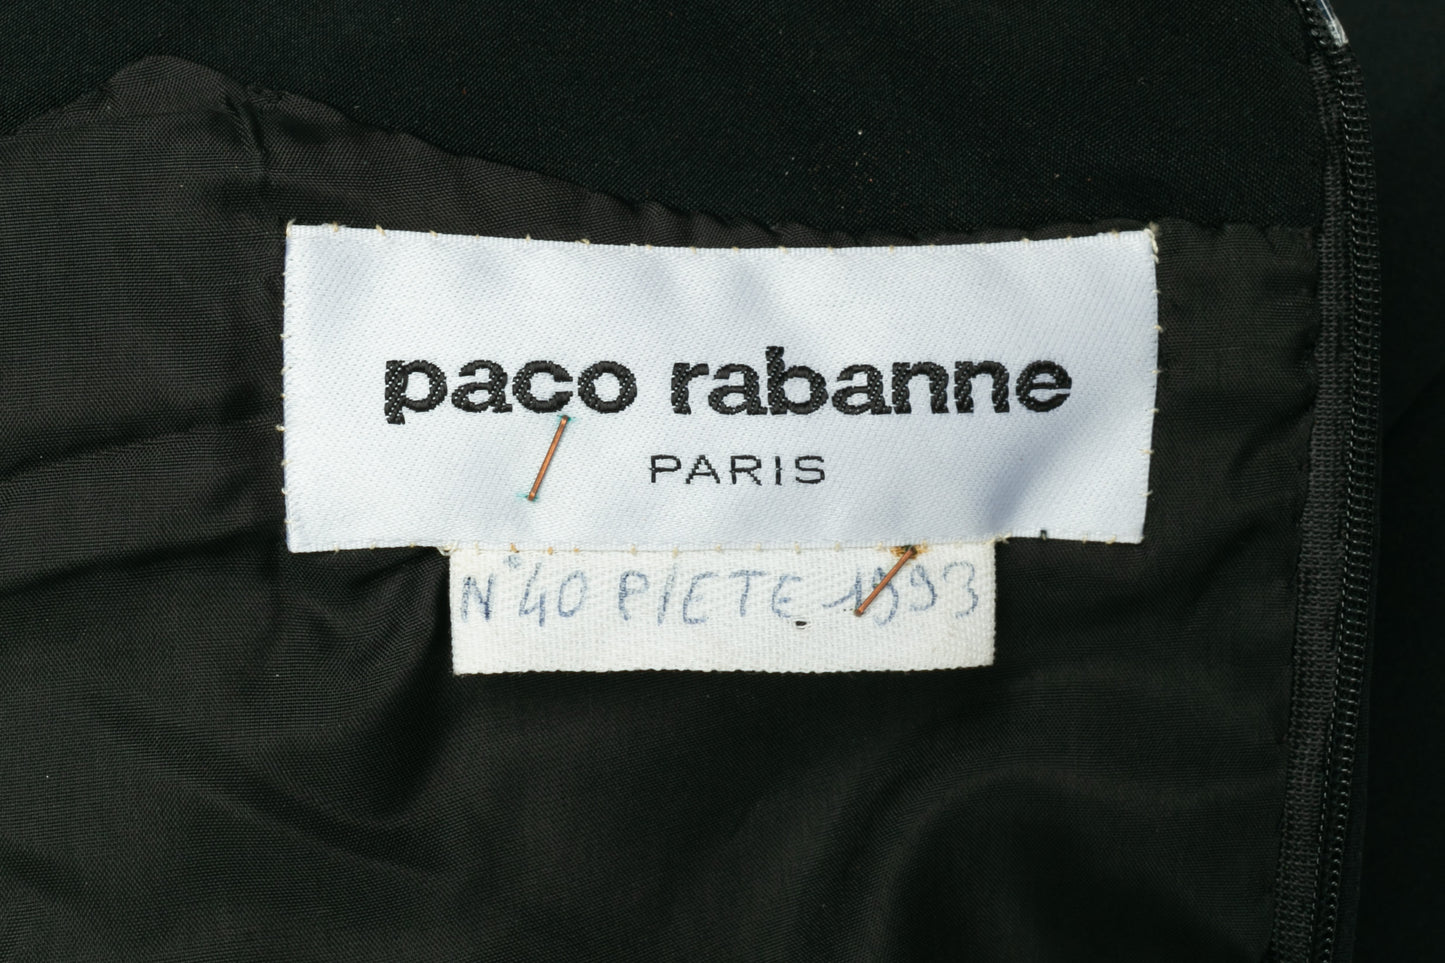 paco rabanne
PARIS
N°40 PIETE 1993